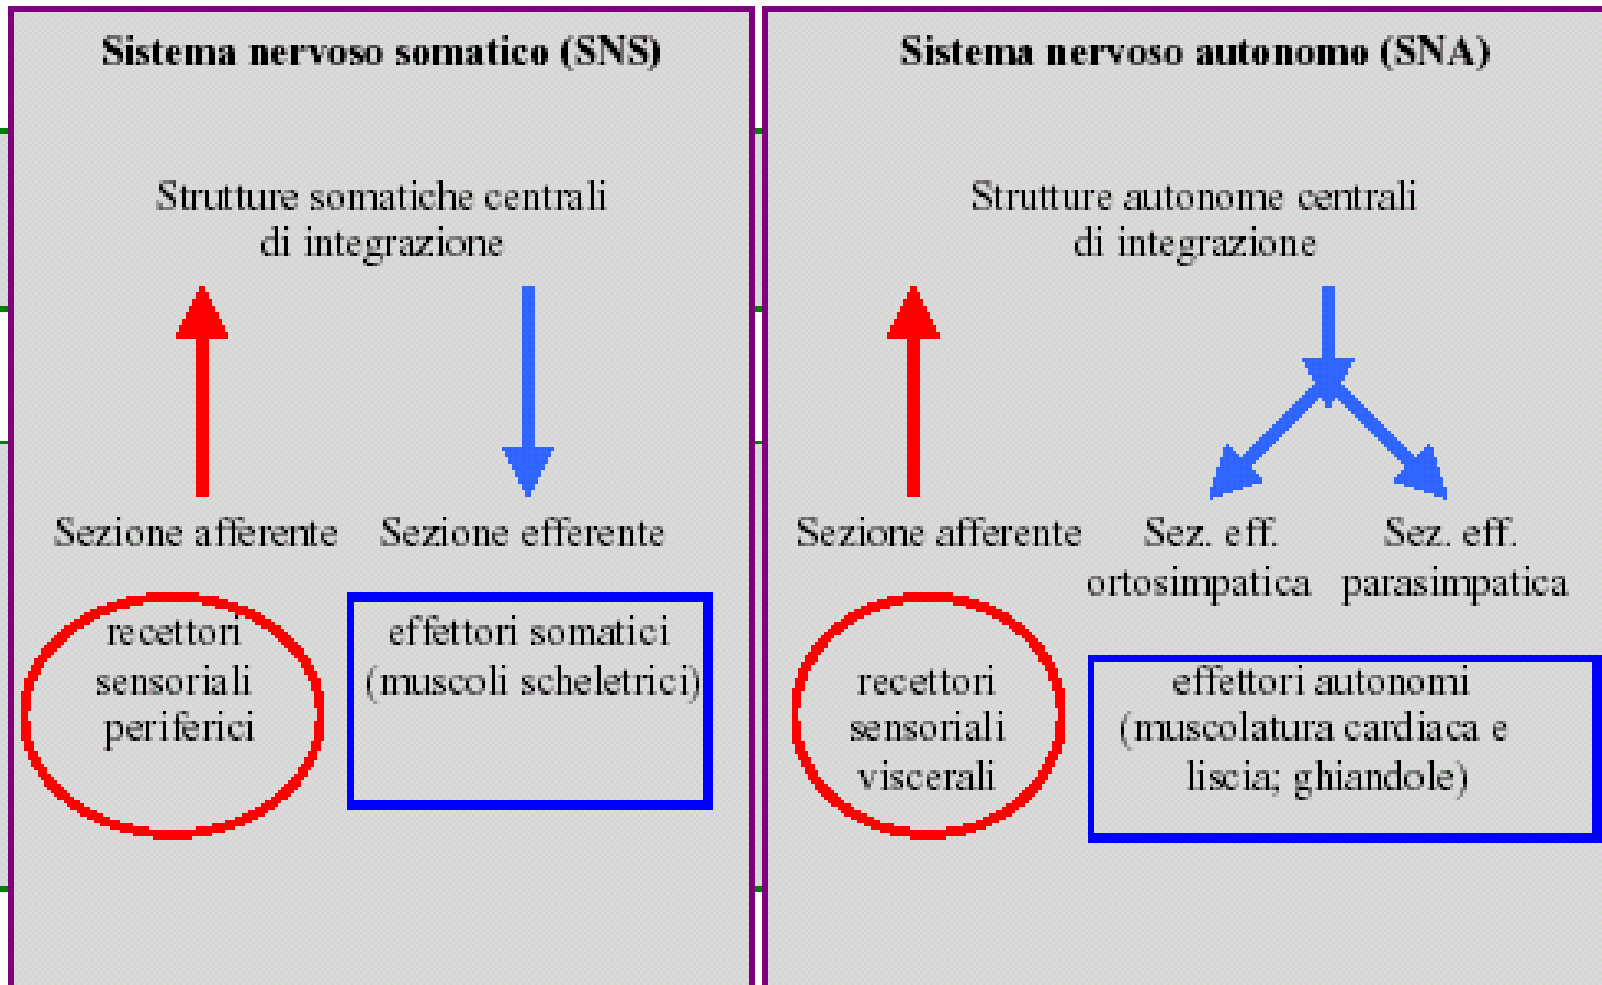 Sistema nervoso somatico (SNS)
Strutture somatiche centrali
di integrazione
Sezione afferente
Sezione efferente
recettori
sensoriali
periferici
effettori somatici
(muscoli scheletrici)
Sistema nervoso autonomo (SNA)
Strutture autonome centrali
di integrazione
Sezione afferente
Sez. eff.
ortosimpatica
Sez. eff.
parasimpatica
recettori
sensoriali
viscerali
effettori autonomi
(muscolatura cardiaca e
liscia; ghiandole)